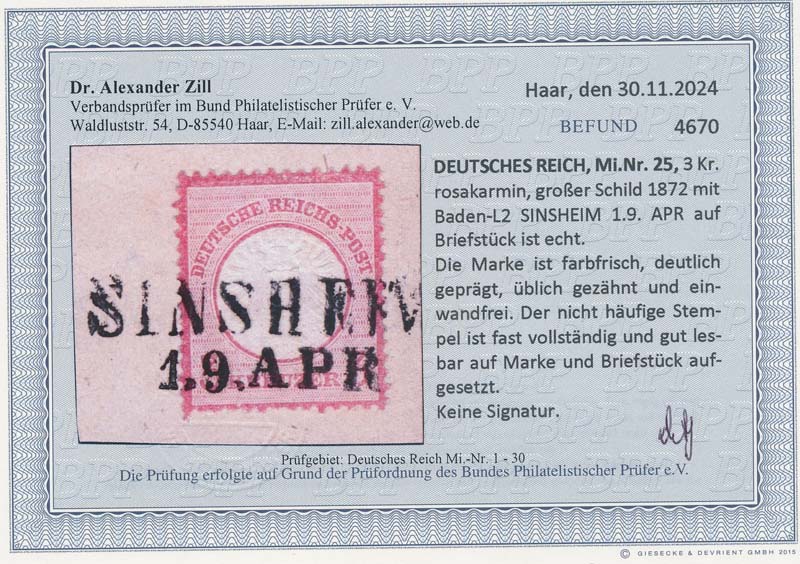 Dr. Alexander Zill
Verbandsprüfer im Bund Philatelistischer Prüfer e. V.
Waldluststr. 54, D-85540 Haar, E-Mail: zill.alexander@web.de
Haar, den 30.11.2024
BEFUND 4670
DEUTSCHES REICH, Mi.Nr. 25, 3 Kr.
rosakarmin, großer Schild 1872 mit
Baden-L2 SINSHEIM 1.9. APR auf
Briefstück ist echt.
Die Marke ist farbfrisch, deutlich
geprägt, üblich gezähnt und ein-
wandfrei. Der nicht häufige Stem-
pel ist fast vollständig und gut les-
bar auf Marke und Briefstück auf-
gesetzt.
Keine Signatur.
DEUTSCHE REICHS-POST
SINSHEIM
1.9.APR
Prüfgebiet: Deutsches Reich Mi.-Nr. 1 - 30
Die Prüfung erfolgte auf Grund der Prüfordnung des Bundes Philatelistischer Prüfer e.V.
© GIESECKE & DEVRIENT GMBH 2015